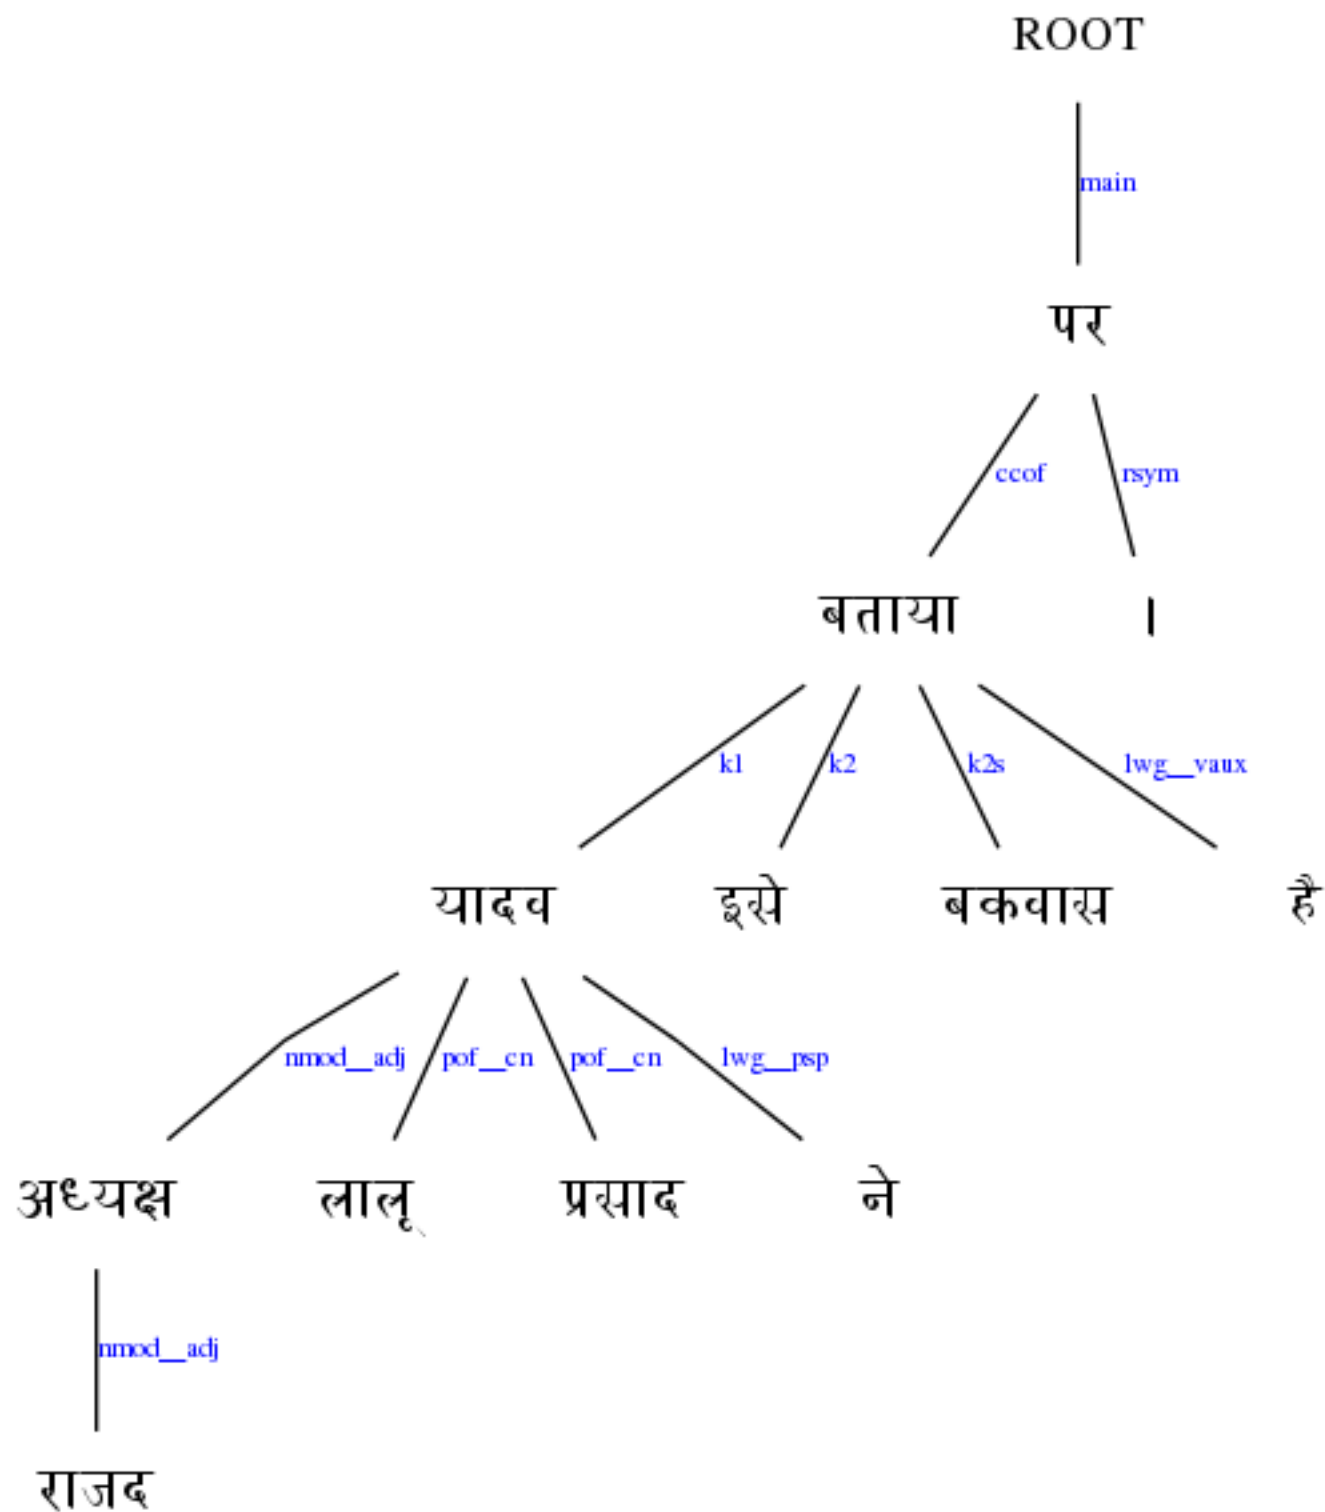 ROOT
main
पर
ccof rsym
बताया ।
k1 k2 k2s lwg__vaux
यादव इसे बकवास है
nmod__adj pof__cn pof__cn lwg__psp
अध्यक्ष लालू प्रसाद ने
nmod__adj
राजद